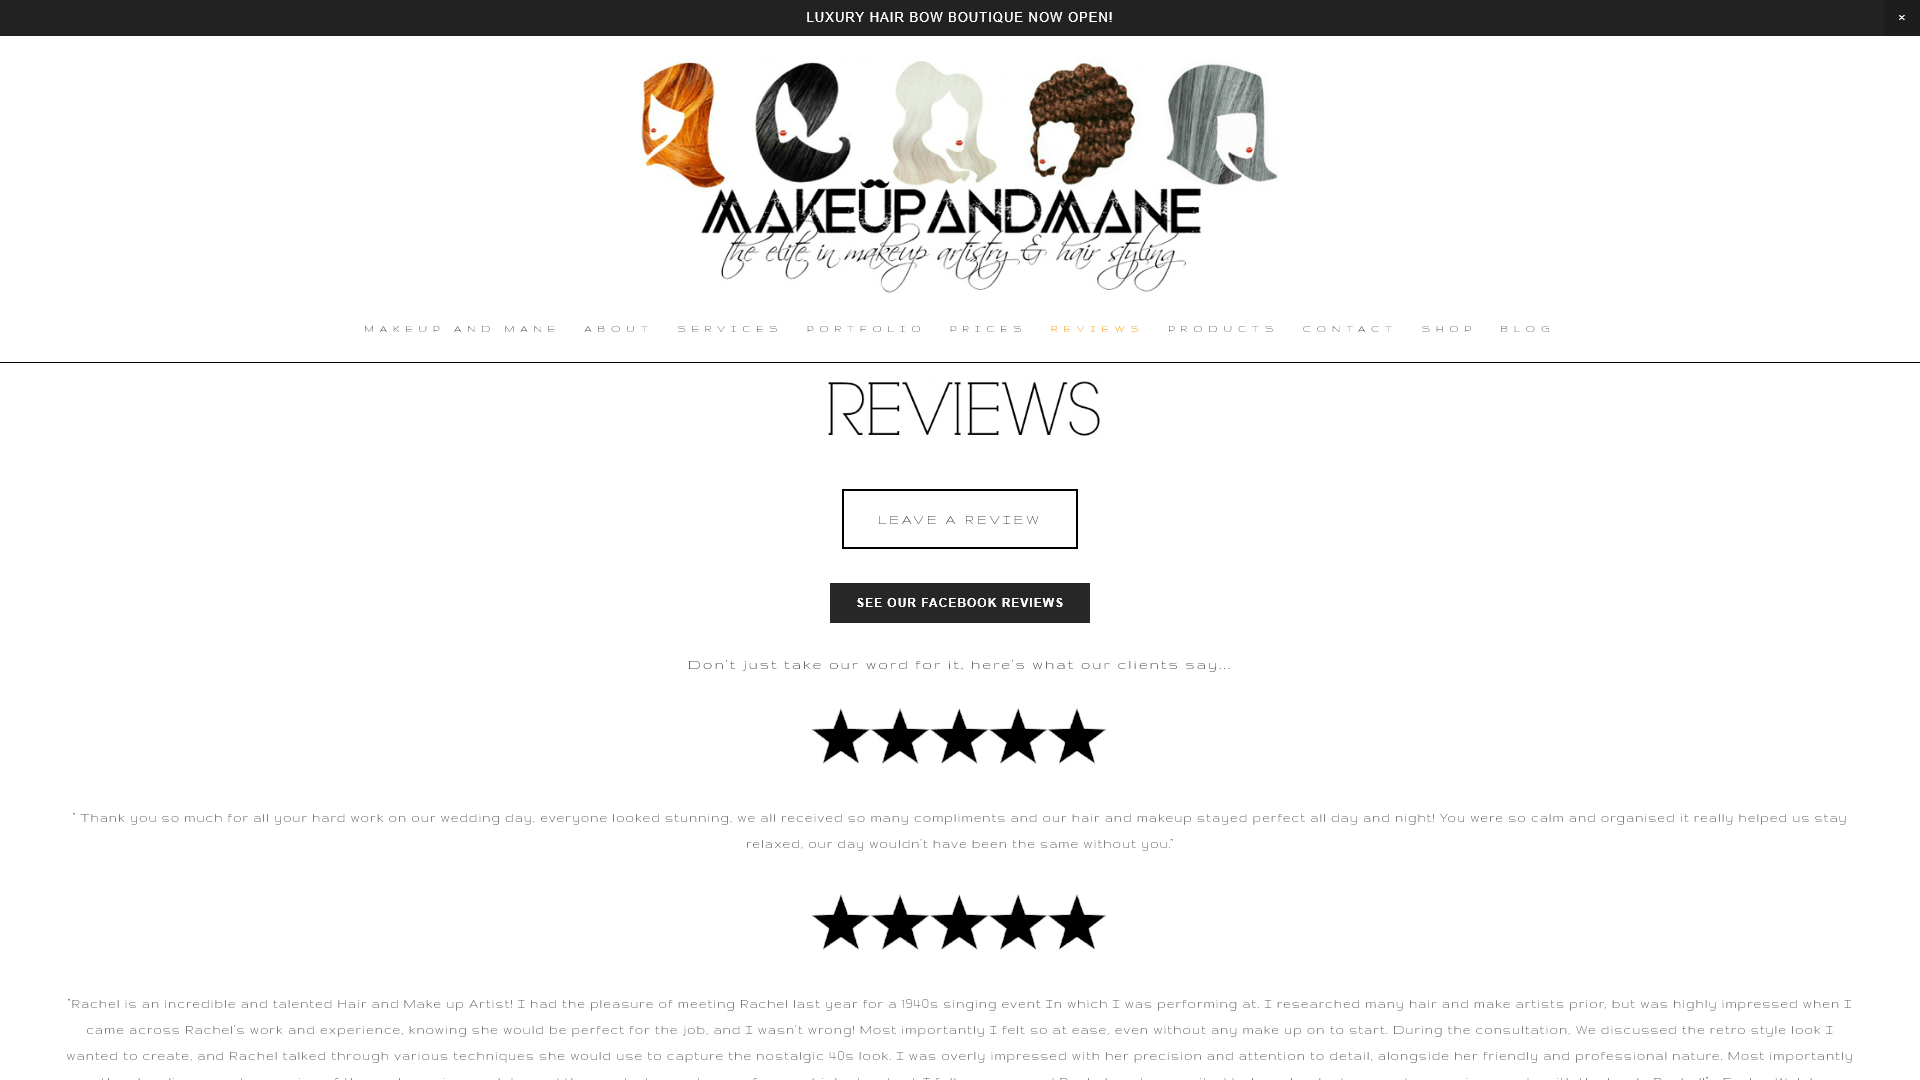 LUXURY HAIR BOW BOUTIQUE NOW OPEN!
×
MAKEÜPANDMANE
the elite in makeup artistry & hair styling
MAKEUP AND MANE ABOUT SERVICES PORTFOLIO PRICES REVIEWS PRODUCTS CONTACT SHOP BLOG
REVIEWS
LEAVE A REVIEW
SEE OUR FACEBOOK REVIEWS
Don't just take our word for it, here's what our clients say...
" Thank you so much for all your hard work on our wedding day, everyone looked stunning, we all received so many compliments and our hair and makeup stayed perfect all day and night! You were so calm and organised it really helped us stay
relaxed, our day wouldn't have been the same without you."
"Rachel is an incredible and talented Hair and Make up Artist! I had the pleasure of meeting Rachel last year for a 1940s singing event In which I was performing at. I researched many hair and make artists prior, but was highly impressed when I
came across Rachel's work and experience, knowing she would be perfect for the job, and I wasn't wrong! Most importantly I felt so at ease, even without any make up on to start. During the consultation, We discussed the retro style look I
wanted to create, and Rachel talked through various techniques she would use to capture the nostalgic 40s look. I was overly impressed with her precision and attention to detail, alongside her friendly and professional nature. Most importantly